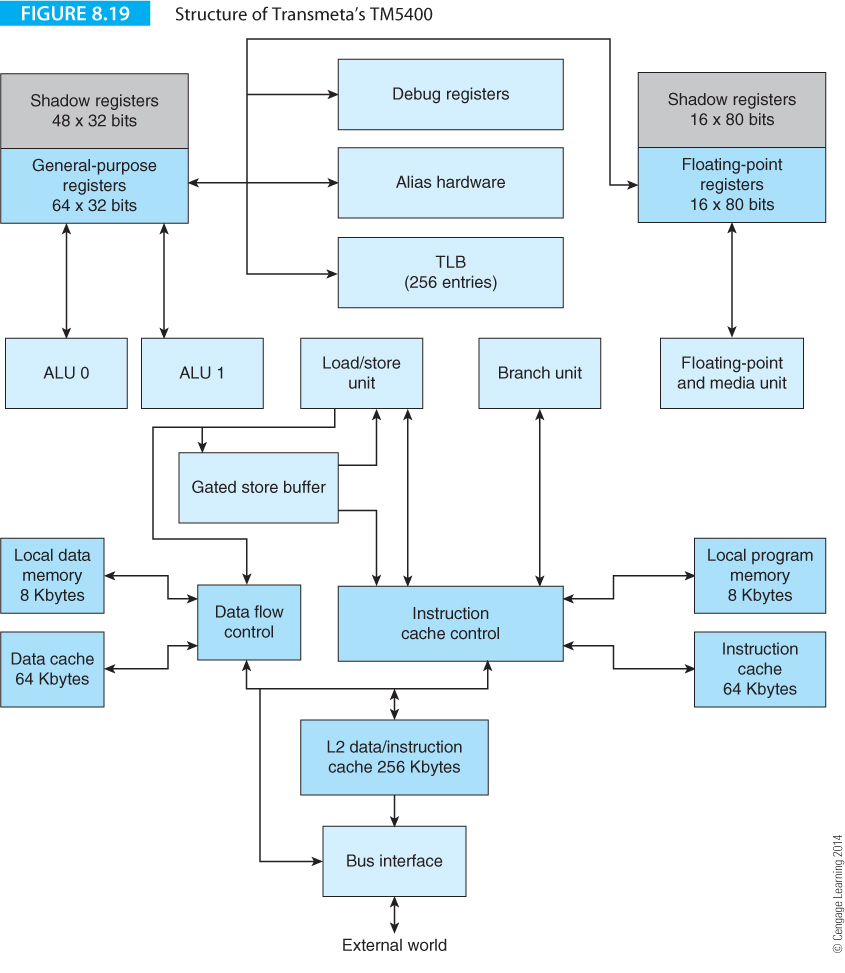 FIGURE 8.19
Structure of Transmeta's TM5400
Shadow registers
48 x 32 bits
General-purpose
registers
64 x 32 bits
Debug registers
Alias hardware
TLB
(256 entries)
Shadow registers
16 x 80 bits
Floating-point
registers
16 x 80 bits
ALU 0
ALU 1
Load/store
unit
Branch unit
Floating-point
and media unit
Gated store buffer
Local data
memory
8 Kbytes
Data flow
control
Instruction
cache control
Local program
memory
8 Kbytes
Data cache
64 Kbytes
Instruction
cache
64 Kbytes
L2 data/instruction
cache 256 Kbytes
Bus interface
External world
© Cengage Learning 2014